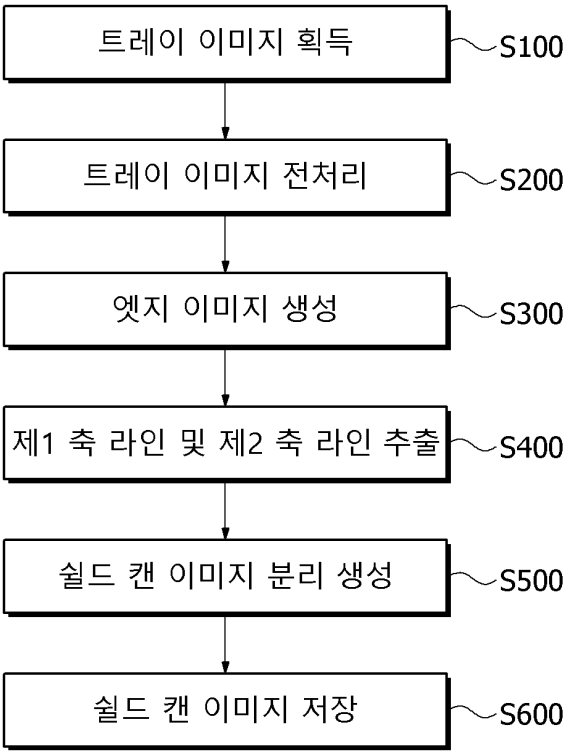 트레이 이미지 획득 S100
트레이 이미지 전처리 S200
엣지 이미지 생성 S300
제1 축 라인 및 제2 축 라인 추출 S400
쉴드 캔 이미지 분리 생성 S500
쉴드 캔 이미지 저장 S600